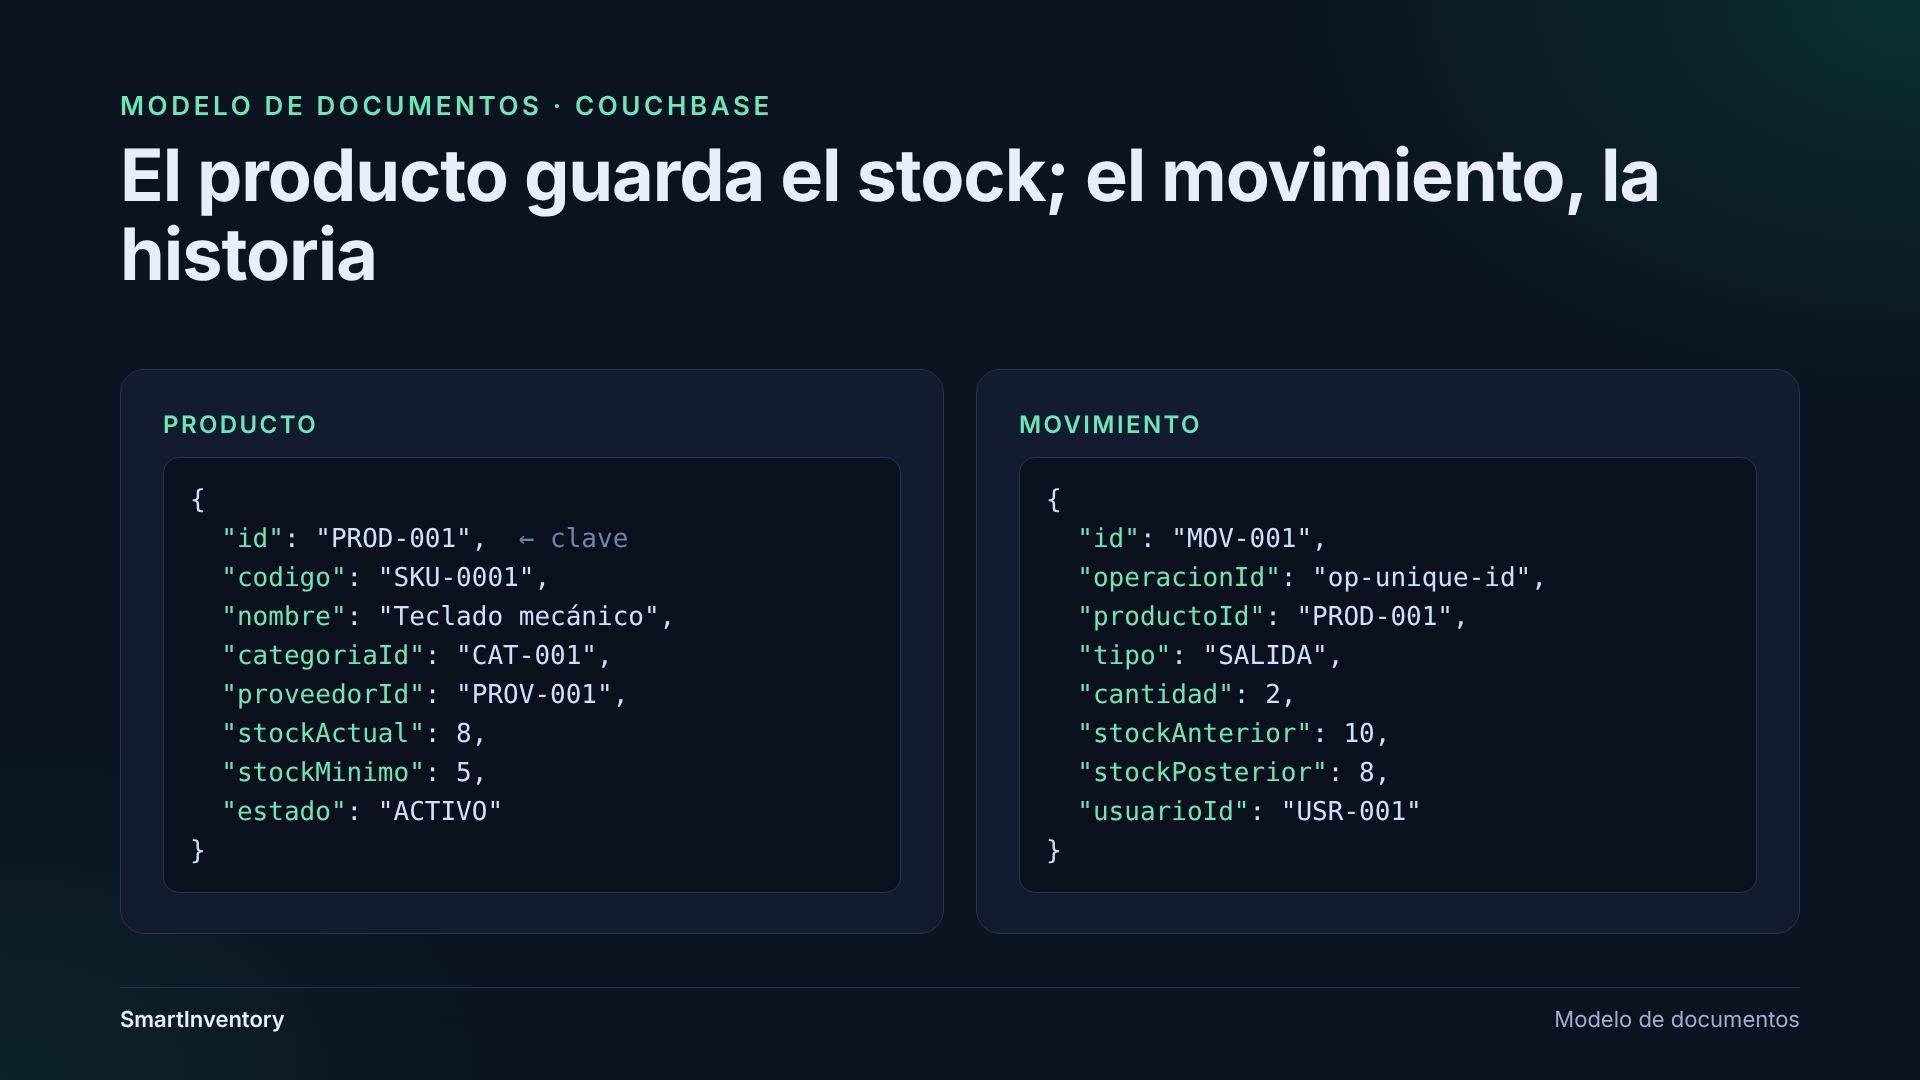 MODELO DE DOCUMENTOS · COUCHBASE
El producto guarda el stock; el movimiento, la
historia
PRODUCTO
{
  "id": "PROD-001",  ← clave
  "codigo": "SKU-0001",
  "nombre": "Teclado mecánico",
  "categoriaId": "CAT-001",
  "proveedorId": "PROV-001",
  "stockActual": 8,
  "stockMinimo": 5,
  "estado": "ACTIVO"
}
MOVIMIENTO
{
  "id": "MOV-001",
  "operacionId": "op-unique-id",
  "productoId": "PROD-001",
  "tipo": "SALIDA",
  "cantidad": 2,
  "stockAnterior": 10,
  "stockPosterior": 8,
  "usuarioId": "USR-001"
}
SmartInventory
Modelo de documentos